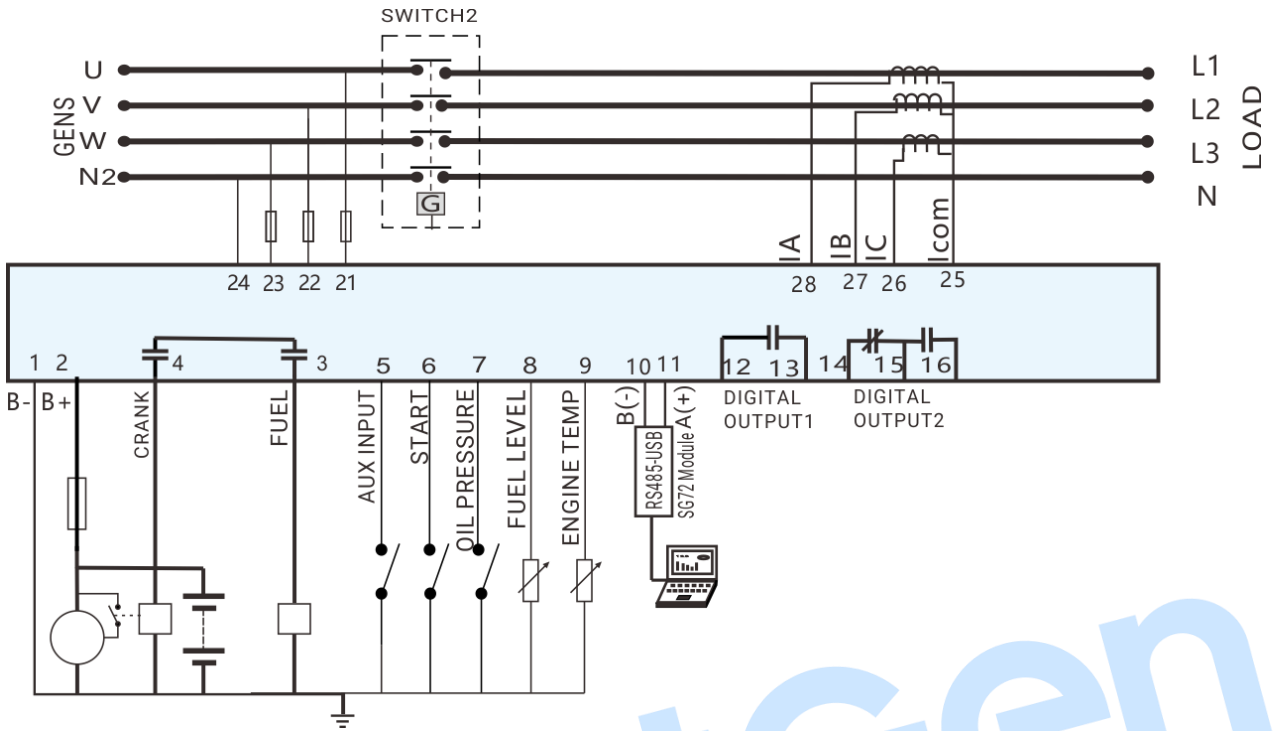 SWITCH2
U
V
W
N2
GENS
L1
L2
L3
N
LOAD
G
IA
IB
IC
Icom
24 23 22 21
28 27 26 25
1 2 4 3 5 6 7 8 9 10 11 12 13 14 15 16
B- B+
CRANK
FUEL
AUX INPUT
START
OIL PRESSURE
FUEL LEVEL
ENGINE TEMP
B(-)
A(+)
RS485-USB
SG72 Module
DIGITAL
OUTPUT1
DIGITAL
OUTPUT2
Gen